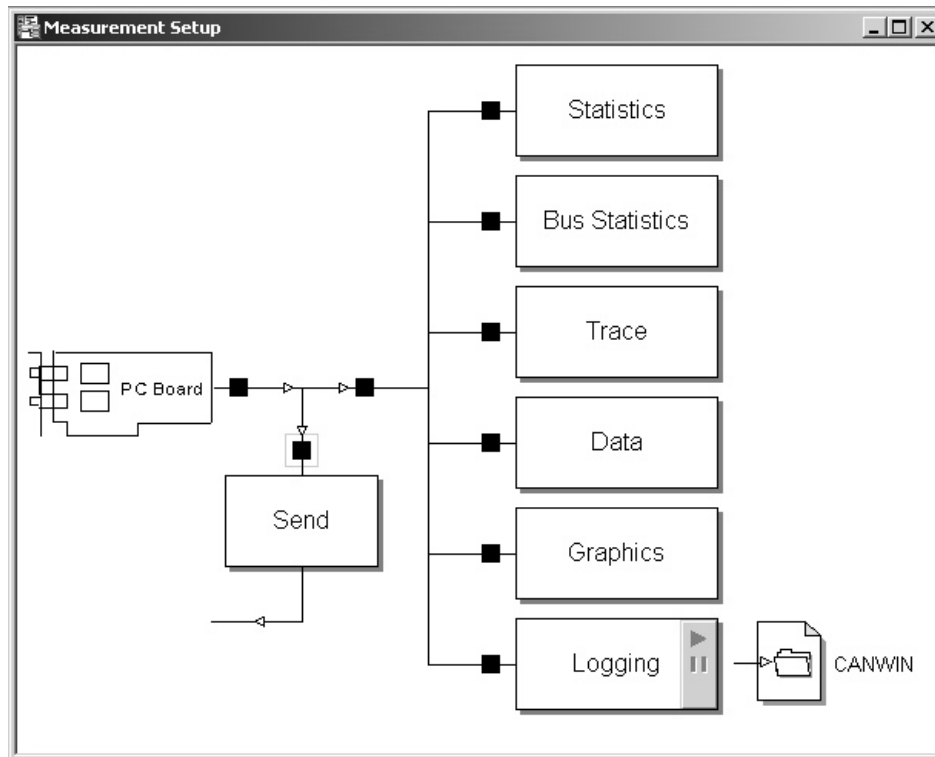 Measurement Setup
Statistics
Bus Statistics
Trace
PC Board
Data
Send
Graphics
Logging
CANWIN